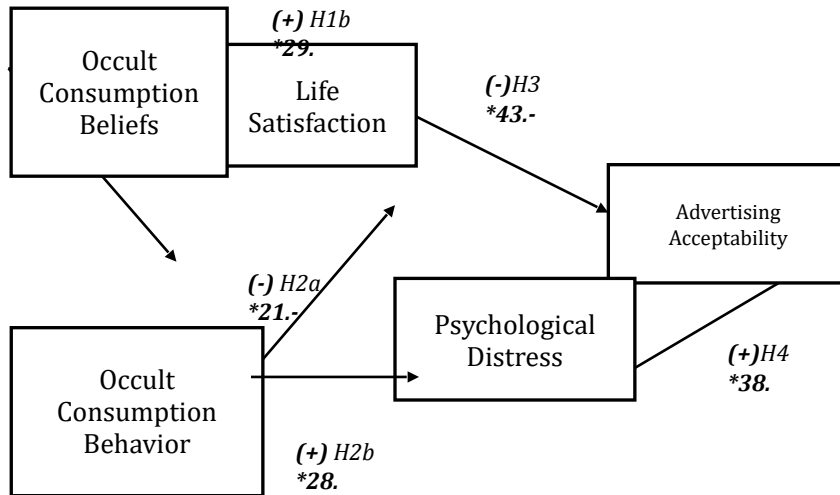 (+) H1b
*29.
Occult
Consumption
Beliefs
Life
Satisfaction
(-)H3
*43.-
Advertising
Acceptability
(-) H2a
*21.-
Psychological
Distress
(+)H4
*38.
Occult
Consumption
Behavior
(+) H2b
*28.